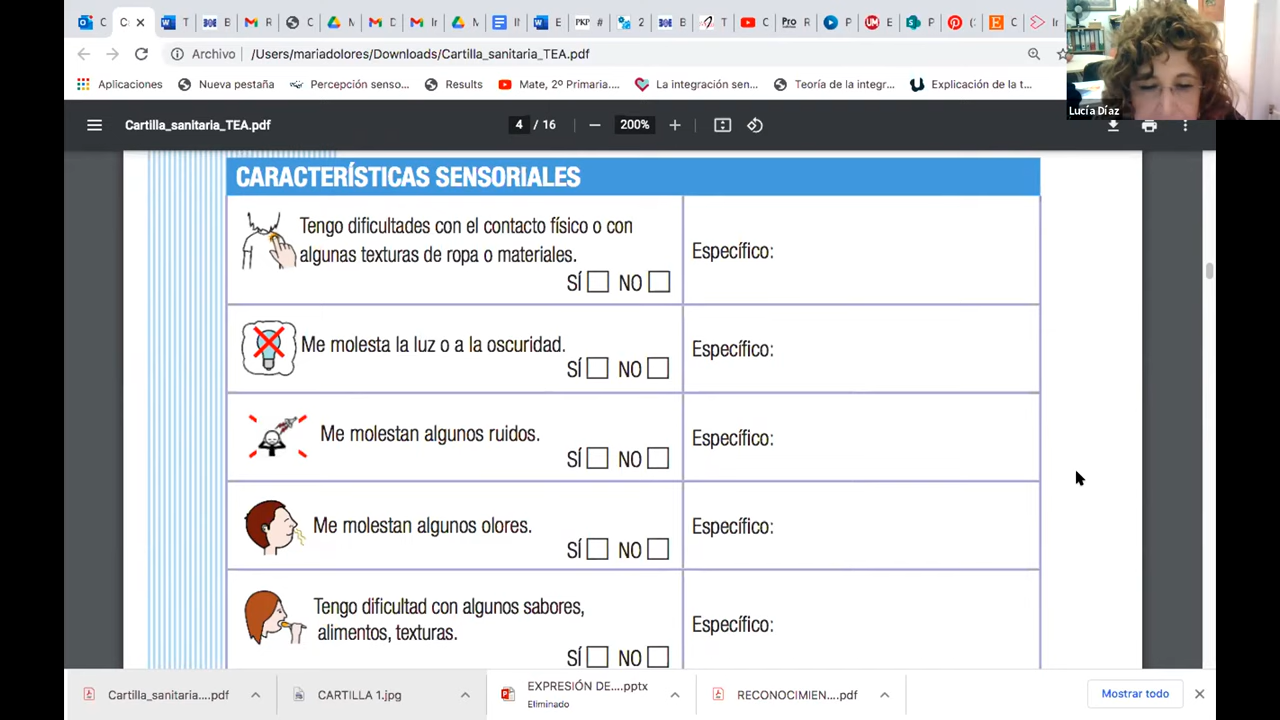 C
T
B
R
C
M
D
Ir
M
If
E
PKP #
2
B
T
C
Pro R
P
E
P
(
C
I
Archivo /Users/mariadolores/Downloads/Cartilla_sanitaria_TEA.pdf
Lucía Díaz
Aplicaciones Nueva pestaña Percepción senso... Results Mate, 2º Primaria.... La integración sen... Teoría de la integr... Explicación de la t...
Cartilla_sanitaria_TEA.pdf 4 / 16 200%
CARACTERÍSTICAS SENSORIALES
Tengo dificultades con el contacto físico o con
algunas texturas de ropa o materiales.
SÍ NO
Específico:
Me molesta la luz o a la oscuridad.
SÍ NO
Específico:
Me molestan algunos ruidos.
SÍ NO
Específico:
Me molestan algunos olores.
SÍ NO
Específico:
Tengo dificultad con algunos sabores,
alimentos, texturas.
SÍ NO
Específico:
Cartilla_sanitaria....pdf
CARTILLA 1.jpg
EXPRESIÓN DE....pptx
Eliminado
RECONOCIMIEN....pdf
Mostrar todo